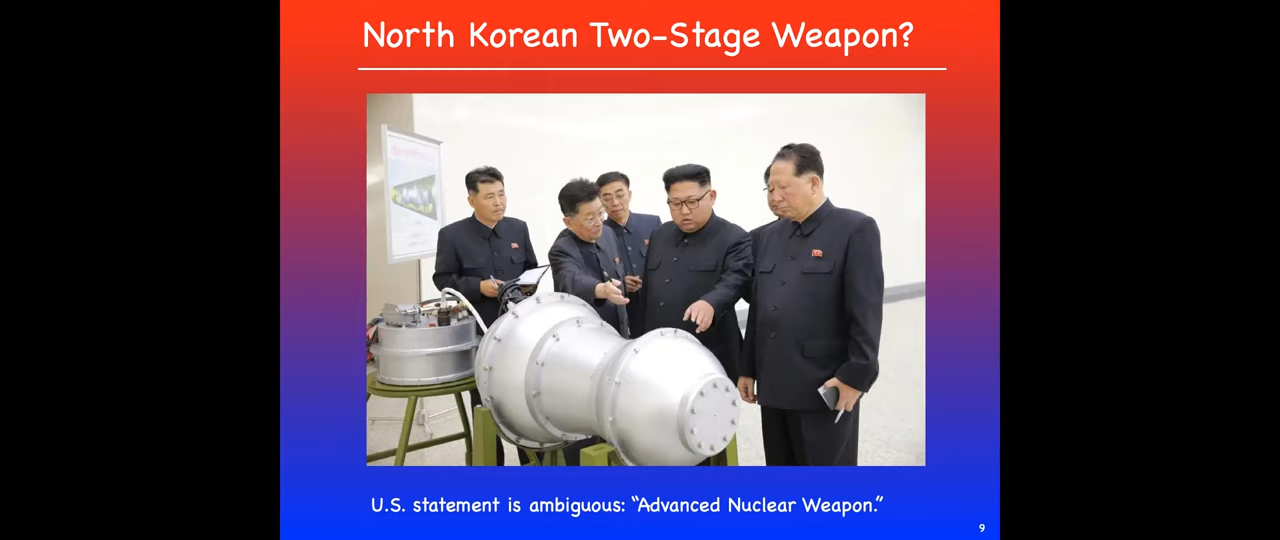 North Korean Two-Stage Weapon?
U.S. statement is ambiguous: “Advanced Nuclear Weapon.”
9